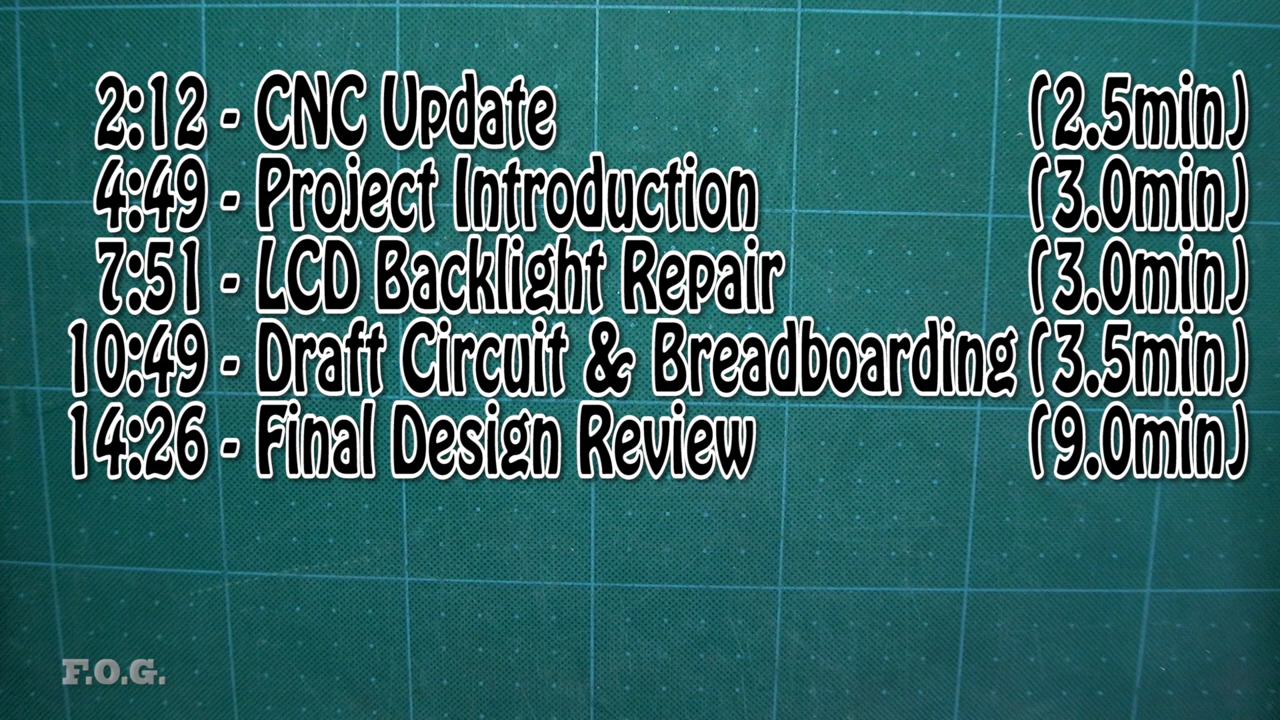 2:12 - CNC Update (2.5min)
4:49 - Project Introduction (3.0min)
7:51 - LCD Backlight Repair (3.0min)
10:49 - Draft Circuit & Breadboarding (3.5min)
14:26 - Final Design Review (9.0min)
F.O.G.